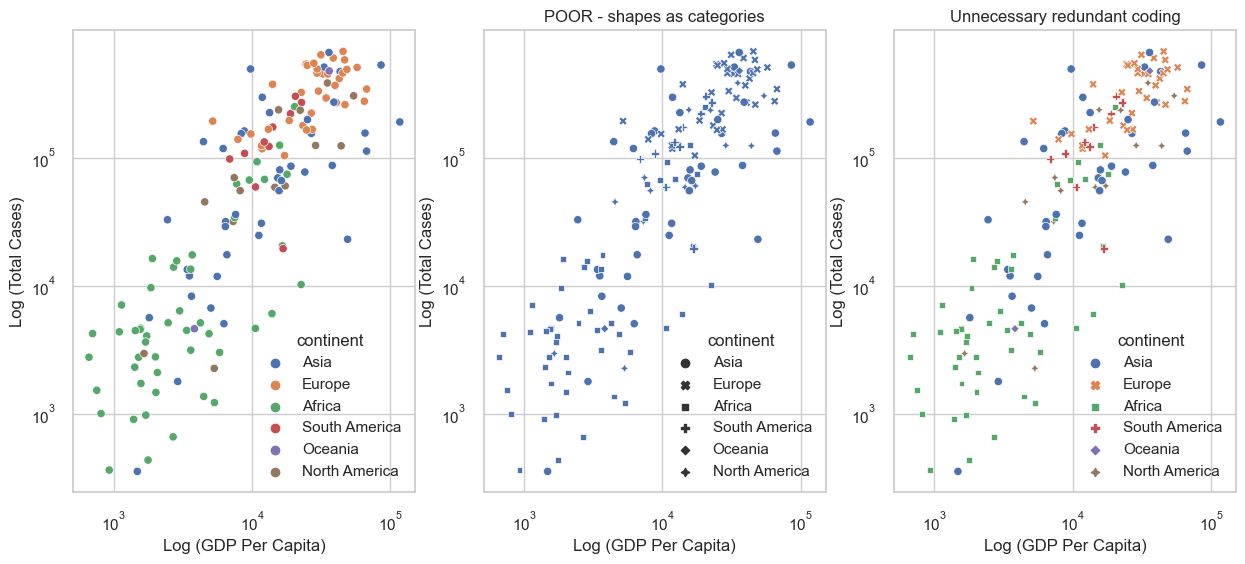 POOR - shapes as categories
Unnecessary redundant coding
Log (Total Cases)
10^5
10^4
10^3
continent
Asia
Europe
Africa
South America
Oceania
North America
10^3
10^4
10^5
Log (GDP Per Capita)
Log (Total Cases)
10^5
10^4
10^3
continent
Asia
Europe
Africa
South America
Oceania
North America
10^3
10^4
10^5
Log (GDP Per Capita)
Log (Total Cases)
10^5
10^4
10^3
continent
Asia
Europe
Africa
South America
Oceania
North America
10^3
10^4
10^5
Log (GDP Per Capita)